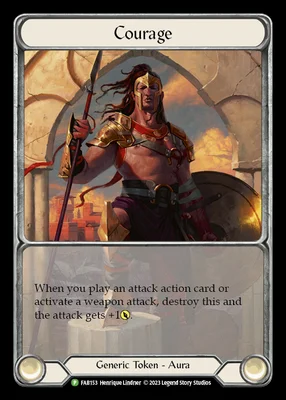 Courage
When you play an attack action card or
activate a weapon attack, destroy this and
the attack gets +1.
Generic Token - Aura
P FAB153 Henrique Lindner © 2023 Legend Story Studios